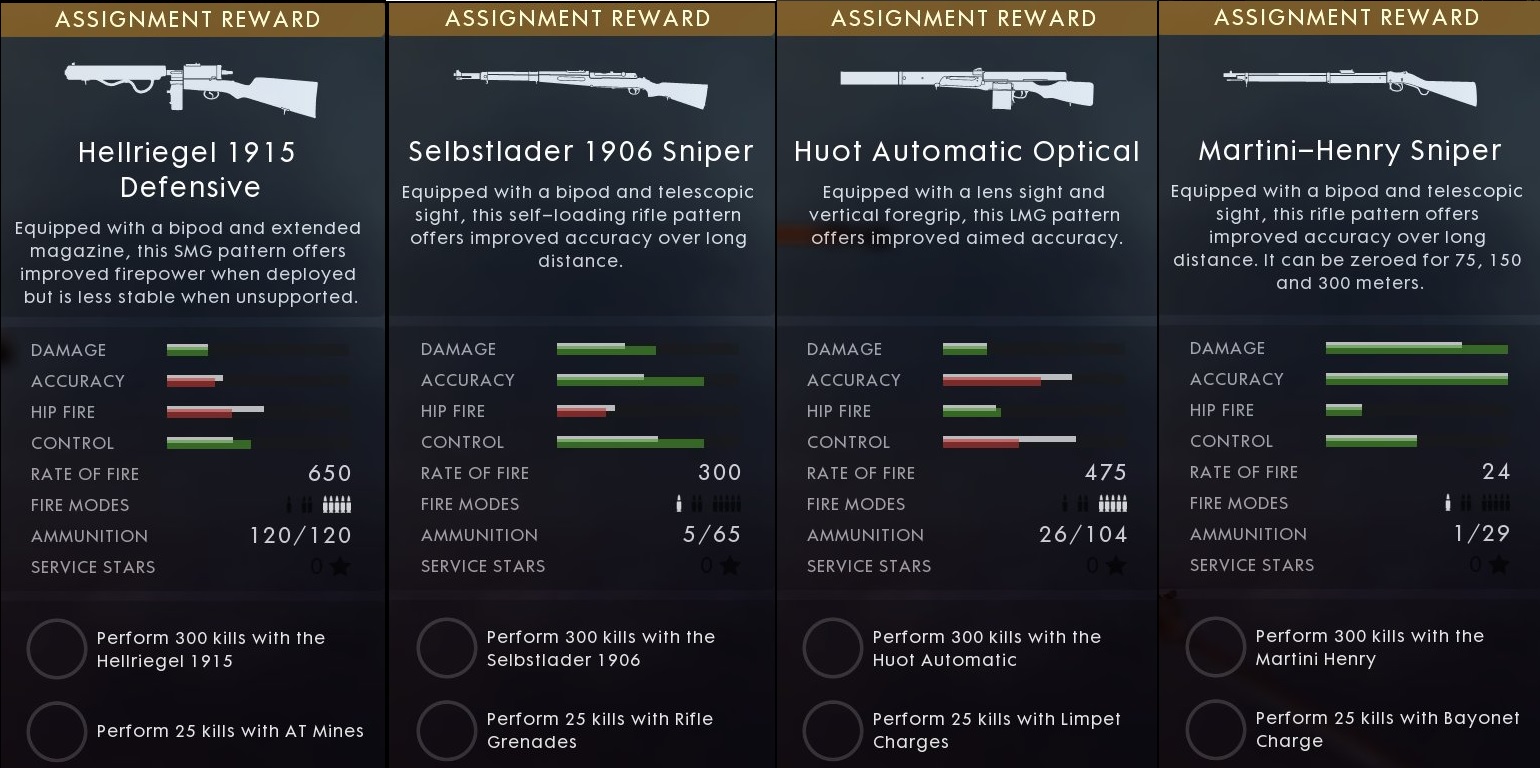 ASSIGNMENT REWARD
Hellriegel 1915
Defensive
Equipped with a bipod and extended
magazine, this SMG pattern offers
improved firepower when deployed
but is less stable when unsupported.
DAMAGE
ACCURACY
HIP FIRE
CONTROL
RATE OF FIRE 650
FIRE MODES
AMMUNITION 120/120
SERVICE STARS 0
Perform 300 kills with the
Hellriegel 1915
Perform 25 kills with AT Mines
ASSIGNMENT REWARD
Selbstlader 1906 Sniper
Equipped with a bipod and telescopic
sight, this self-loading rifle pattern
offers improved accuracy over long
distance.
DAMAGE
ACCURACY
HIP FIRE
CONTROL
RATE OF FIRE 300
FIRE MODES
AMMUNITION 5/65
SERVICE STARS 0
Perform 300 kills with the
Selbstlader 1906
Perform 25 kills with Rifle
Grenades
ASSIGNMENT REWARD
Huot Automatic Optical
Equipped with a lens sight and
vertical foregrip, this LMG pattern
offers improved aimed accuracy.
DAMAGE
ACCURACY
HIP FIRE
CONTROL
RATE OF FIRE 475
FIRE MODES
AMMUNITION 26/104
SERVICE STARS 0
Perform 300 kills with the
Huot Automatic
Perform 25 kills with Limpet
Charges
ASSIGNMENT REWARD
Martini-Henry Sniper
Equipped with a bipod and telescopic
sight, this rifle pattern offers
improved accuracy over long
distance. It can be zeroed for 75, 150
and 300 meters.
DAMAGE
ACCURACY
HIP FIRE
CONTROL
RATE OF FIRE 24
FIRE MODES
AMMUNITION 1/29
SERVICE STARS 0
Perform 300 kills with the
Martini Henry
Perform 25 kills with Bayonet
Charge